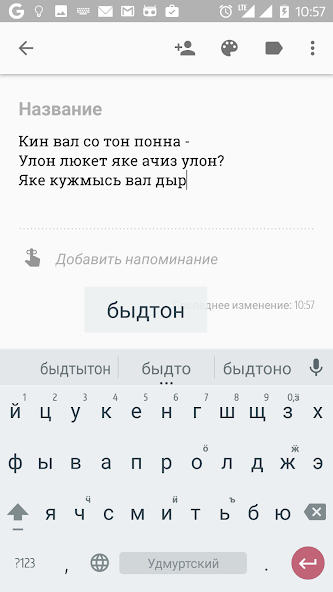 10:57
Название
Кин вал со тон понна -
Улон люкет яке ачиз улон?
Яке кужмысь вал дыр
Добавить напоминание
быдтон
леднее изменение: 10:57
быдтытон быдто быдтоно
1 2 3 4 5 6 7 8 9 0,ӟ
й ц у к е н г ш щ з х
ӧ ӝ
ф ы в а п р о л д ж э
ӵ ӥ ъ
я ч с м и т ь б ю
?123 , Удмуртский .